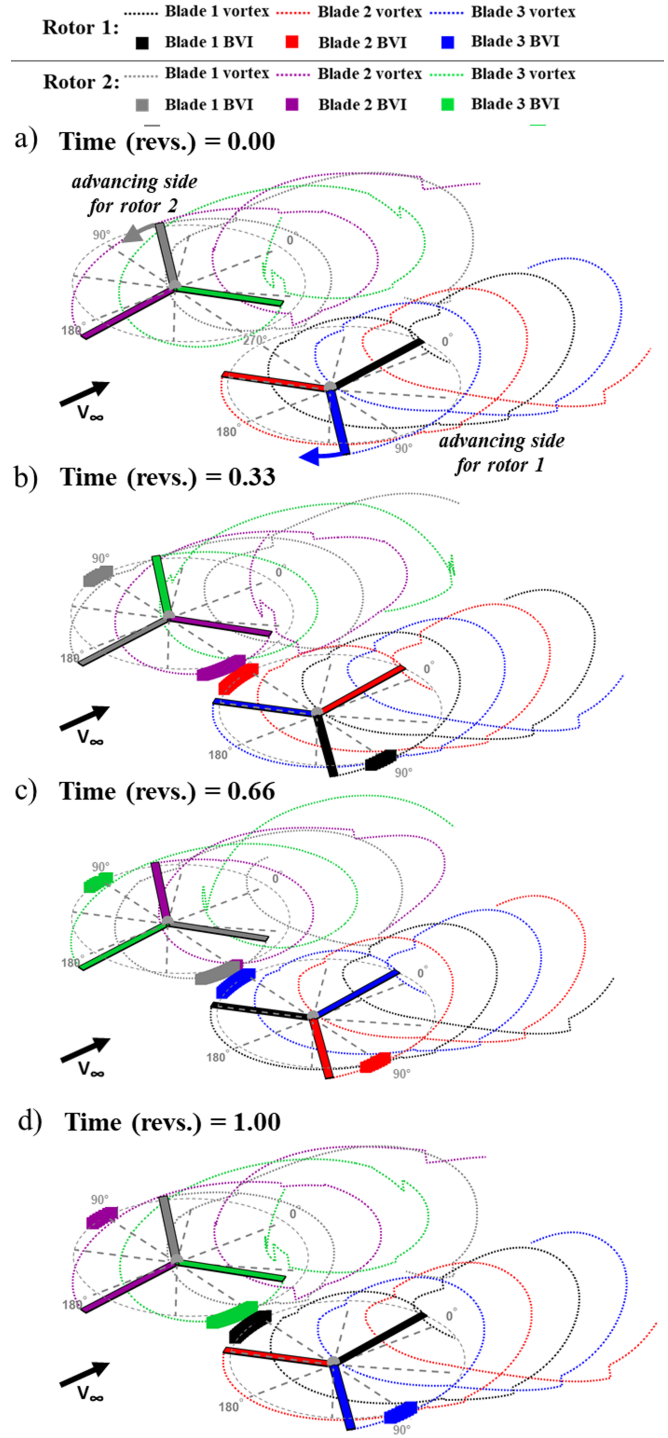 Rotor 1: Blade 1 vortex Blade 2 vortex Blade 3 vortex
Blade 1 BVI Blade 2 BVI Blade 3 BVI
Rotor 2: Blade 1 vortex Blade 2 vortex Blade 3 vortex
Blade 1 BVI Blade 2 BVI Blade 3 BVI
a) Time (revs.) = 0.00
advancing side
for rotor 2
90°
0°
180°
270°
0°
V∞
180°
90°
advancing side
for rotor 1
b) Time (revs.) = 0.33
90°
0°
180°
0°
V∞
180°
90°
c) Time (revs.) = 0.66
90°
0
180
0°
180°
V∞
90°
d) Time (revs.) = 1.00
90°
0°
180°
0°
V∞
180°
90°